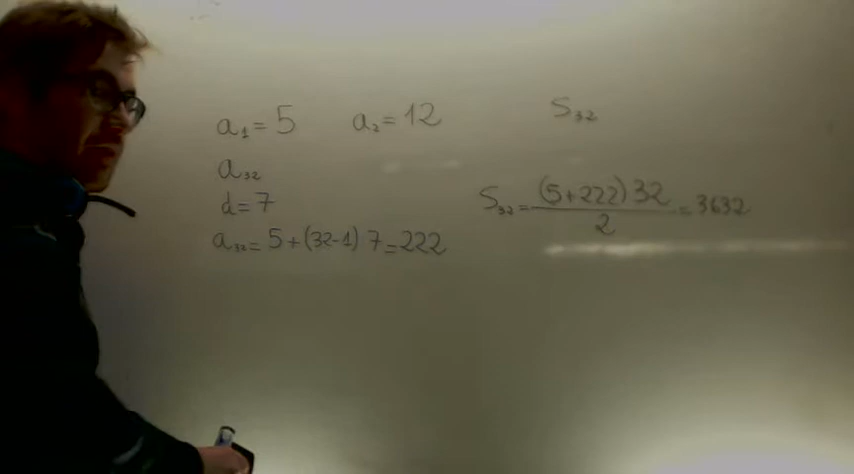 a₁ = 5 a₂ = 12 S₃₂
a₃₂
d = 7
a₃₂ = 5 + (32-1) 7 = 222
S₃₂ = (5+222) 32 / 2 = 3632